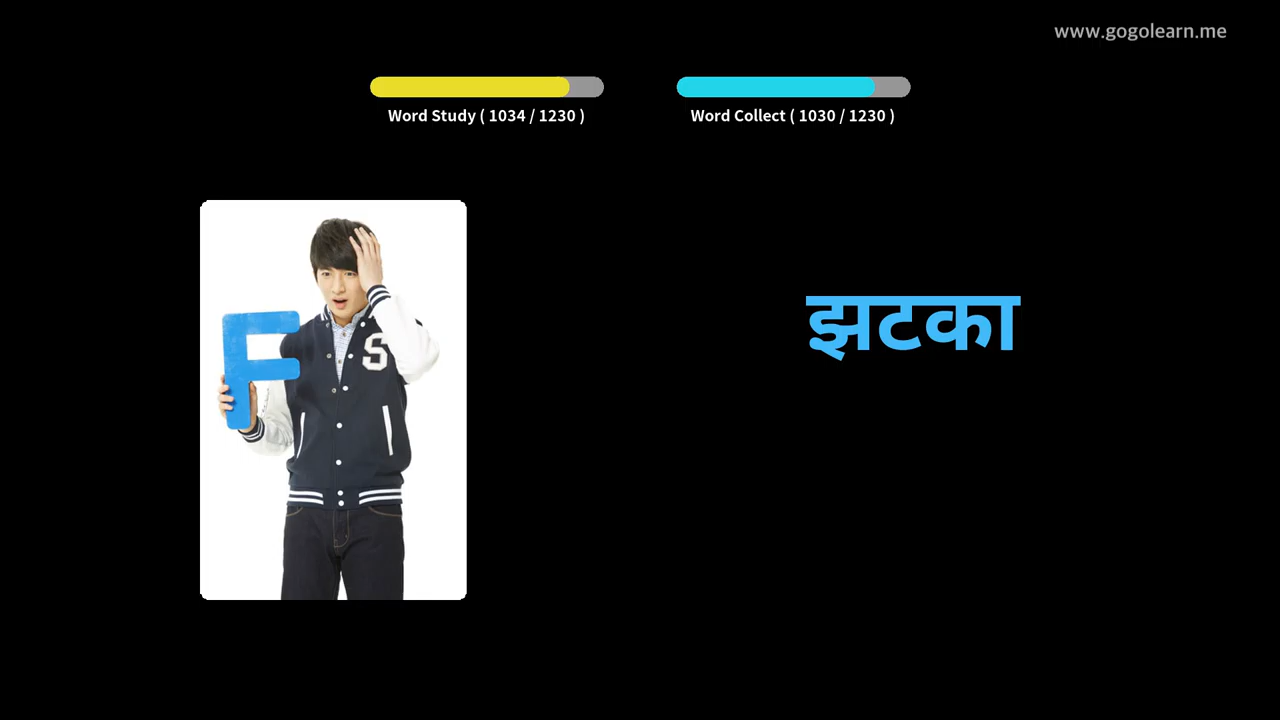 www.gogolearn.me
Word Study ( 1034 / 1230 )
Word Collect ( 1030 / 1230 )
F
S
झटका